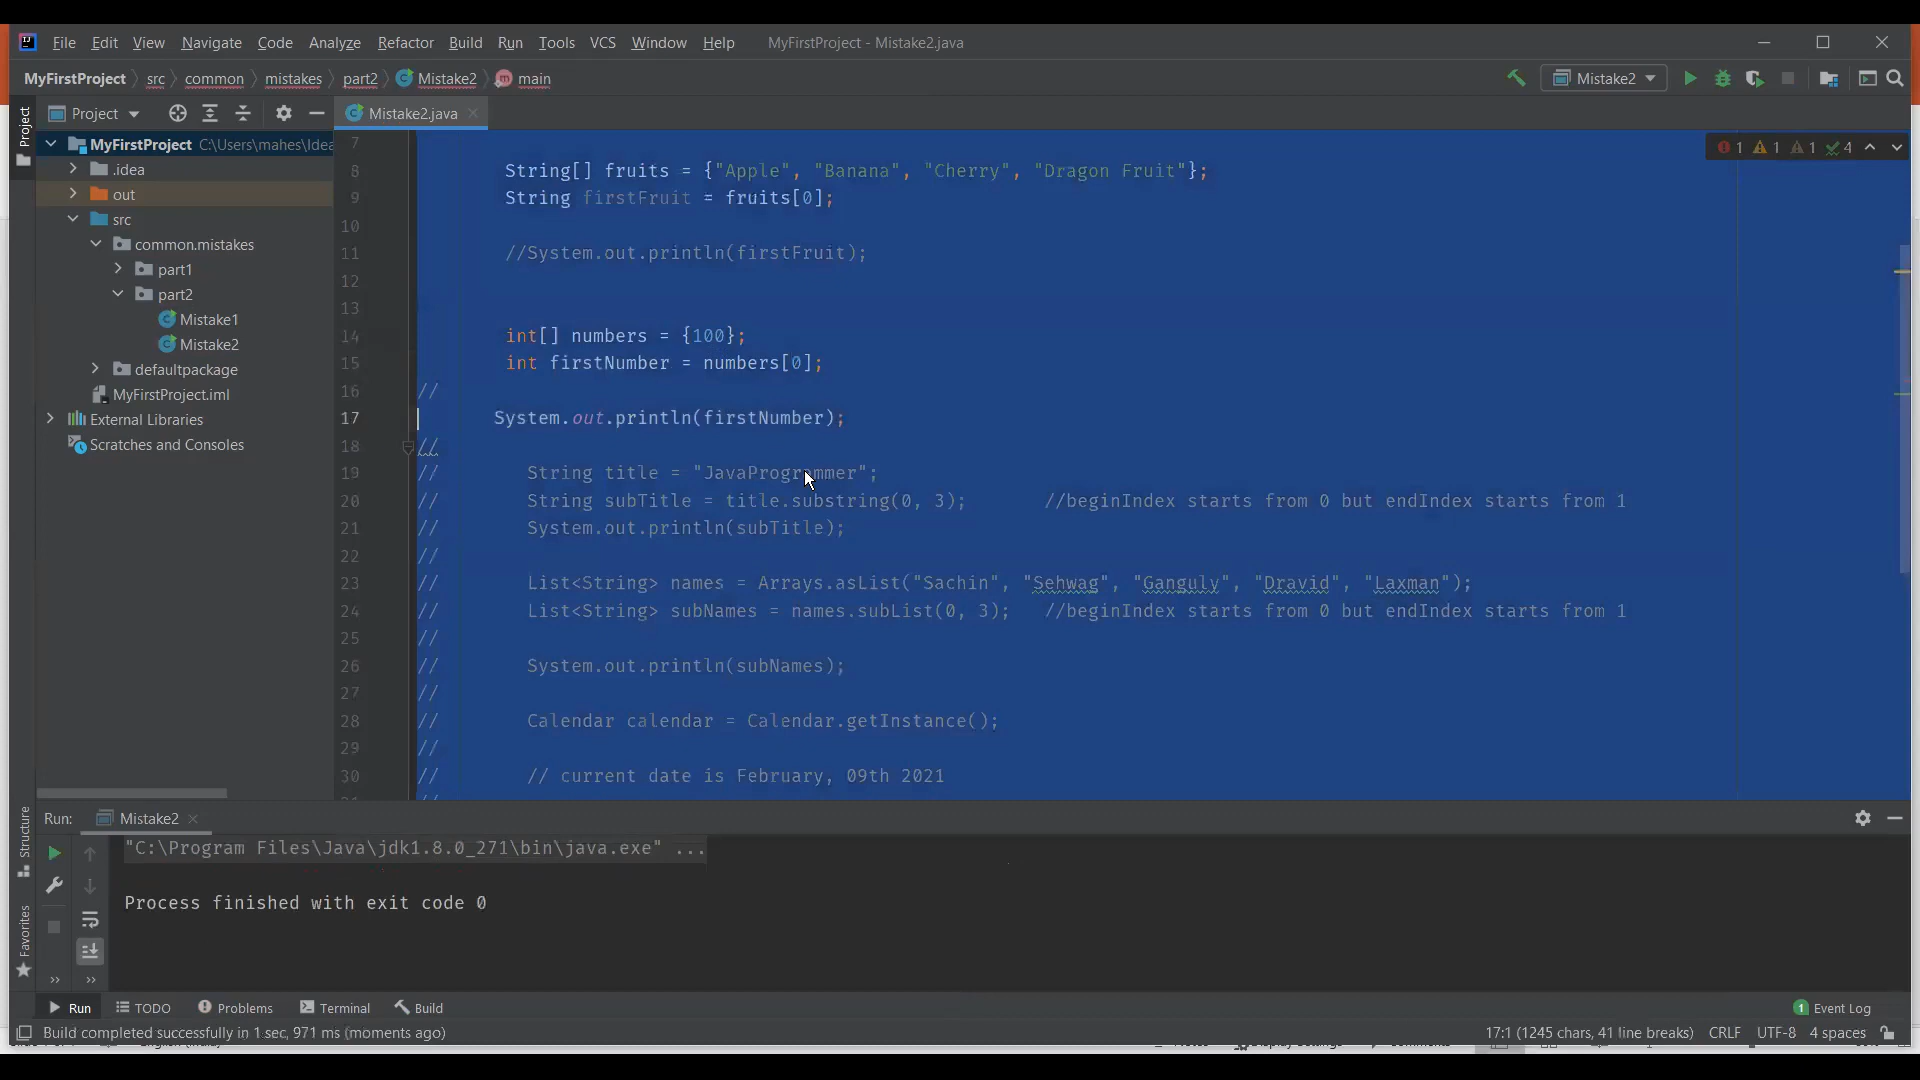 File Edit View Navigate Code Analyze Refactor Build Run Tools VCS Window Help MyFirstProject - Mistake2.java
MyFirstProject src common mistakes part2 Mistake2 main
Mistake2
Project
Mistake2.java
Project
MyFirstProject C:\Users\mahes\Idea
.idea
out
src
common.mistakes
part1
part2
Mistake1
Mistake2
defaultpackage
MyFirstProject.iml
External Libraries
Scratches and Consoles
1 1 1 4
7
8 String[] fruits = {"Apple", "Banana", "Cherry", "Dragon Fruit"};
9 String firstFruit = fruits[0];
10
11 //System.out.println(firstFruit);
12
13
14 int[] numbers = {100};
15 int firstNumber = numbers[0];
16 //
17 System.out.println(firstNumber);
18 //
19 // String title = "JavaProgrammer";
20 // String subTitle = title.substring(0, 3); //beginIndex starts from 0 but endIndex starts from 1
21 // System.out.println(subTitle);
22 //
23 // List<String> names = Arrays.asList("Sachin", "Sehwag", "Ganguly", "Dravid", "Laxman");
24 // List<String> subNames = names.subList(0, 3); //beginIndex starts from 0 but endIndex starts from 1
25 //
26 // System.out.println(subNames);
27 //
28 // Calendar calendar = Calendar.getInstance();
29 //
30 // // current date is February, 09th 2021
Structure
Favorites
Run: Mistake2
"C:\Program Files\Java\jdk1.8.0_271\bin\java.exe" ...
Process finished with exit code 0
Run TODO Problems Terminal Build 1 Event Log
Build completed successfully in 1 sec, 971 ms (moments ago) 17:1 (1245 chars, 41 line breaks) CRLF UTF-8 4 spaces